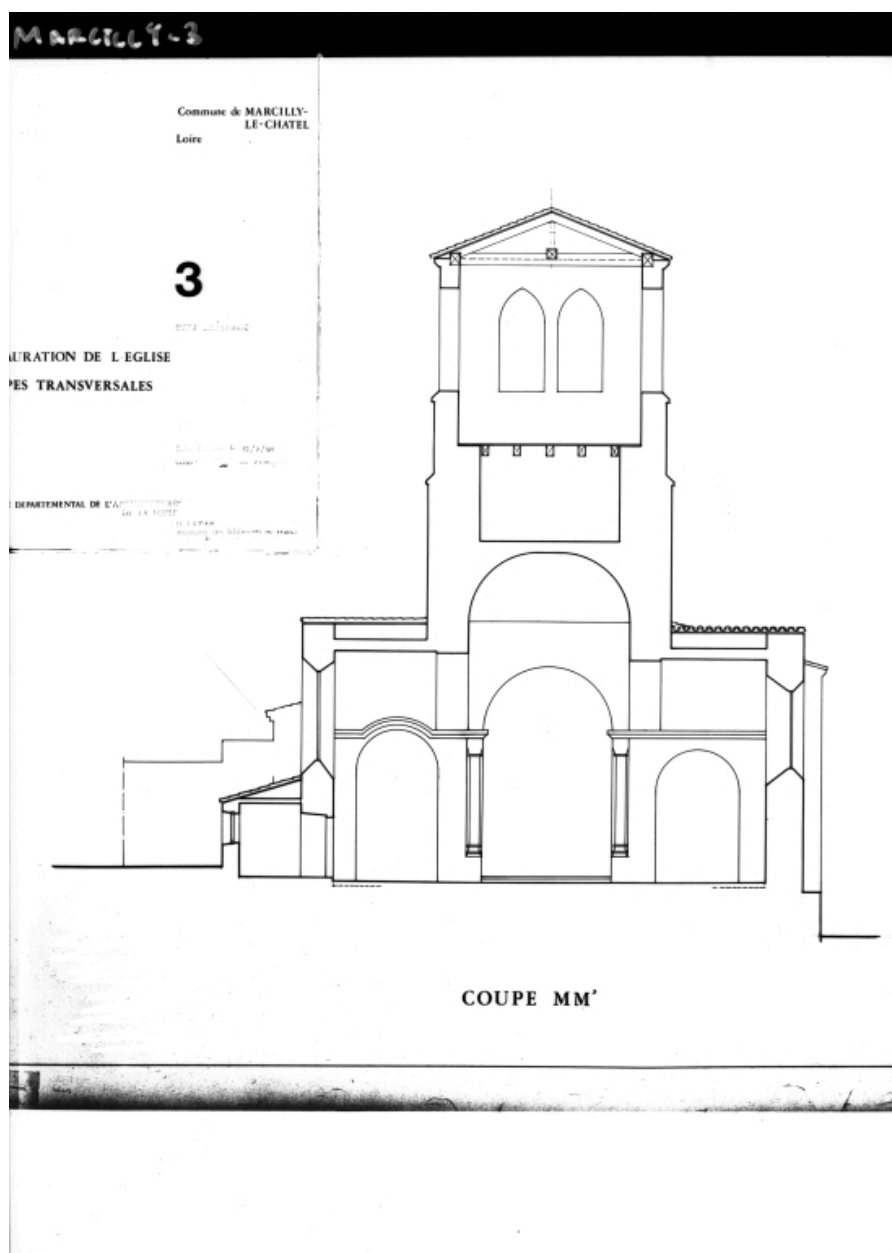 MARCILLY-3
Commune de MARCILLY-
LE-CHATEL
Loire
3
AURATION DE L EGLISE
PES TRANSVERSALES
DEPARTEMENTAL DE L'A
COUPE MM'